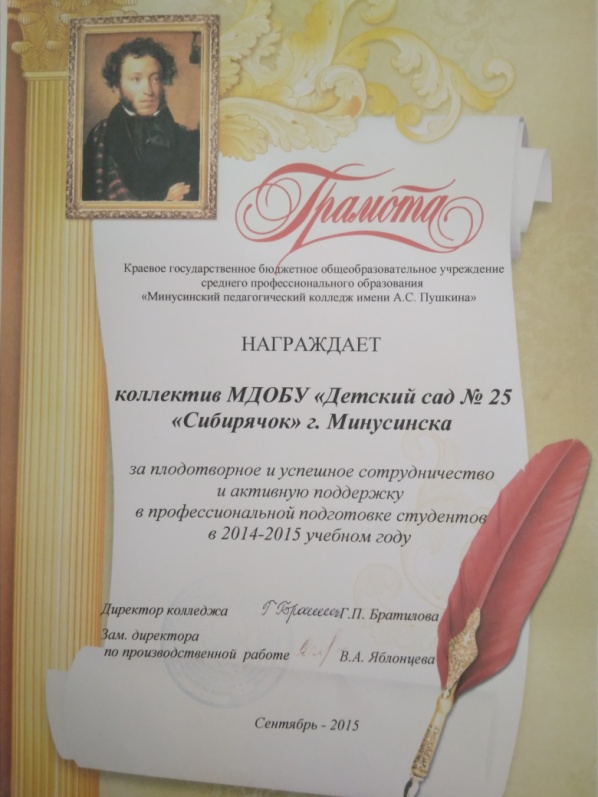 Грамота
Краевое государственное бюджетное общеобразовательное учреждение
среднего профессионального образования
«Минусинский педагогический колледж имени А.С. Пушкина»
НАГРАЖДАЕТ
коллектив МДОБУ «Детский сад № 25
«Сибирячок» г. Минусинска
за плодотворное и успешное сотрудничество
и активную поддержку
в профессиональной подготовке студентов
в 2014-2015 учебном году
Директор колледжа Г.П. Братилова
Зам. директора
по производственной работе В.А. Яблонцева
Сентябрь - 2015